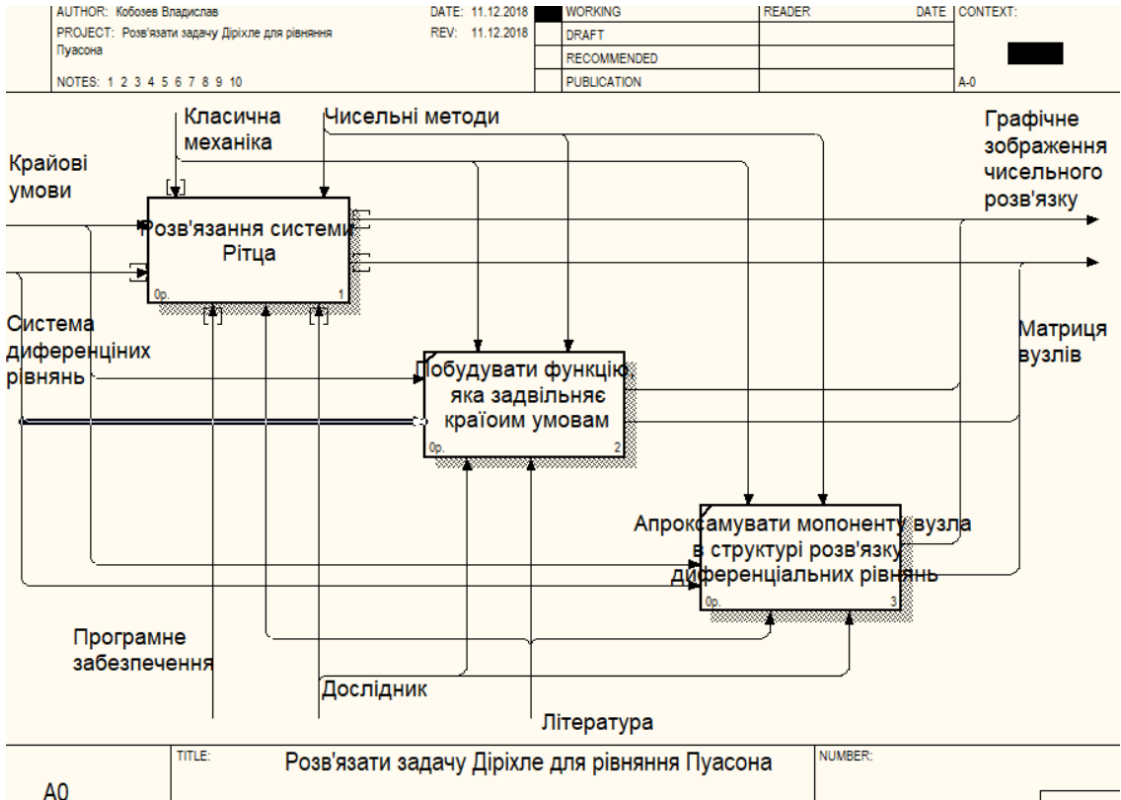 AUTHOR: Кобозев Владислав
DATE: 11.12.2018
WORKING
READER
DATE
CONTEXT:
PROJECT: Розв'язати задачу Діріхле для рівняння
Пуасона
REV: 11.12.2018
DRAFT
RECOMMENDED
NOTES: 1 2 3 4 5 6 7 8 9 10
PUBLICATION
A-0
Класична
механіка
Чисельні методи
Графічне
зображення
чисельного
розв'язку
Крайові
умови
Розв'язання системи
Рітца
0р.
1
Система
диференціних
рівнянь
Матриця
вузлів
Побудувати функцію,
яка задвільняє
країоим умовам
0р.
2
Апроксамувати мопоненту вузла
в структурі розв'язку
диференціальних рівнянь
0р.
3
Програмне
забезпечення
Дослідник
Література
TITLE:
Розв'язати задачу Діріхле для рівняння Пуасона
NUMBER:
A0